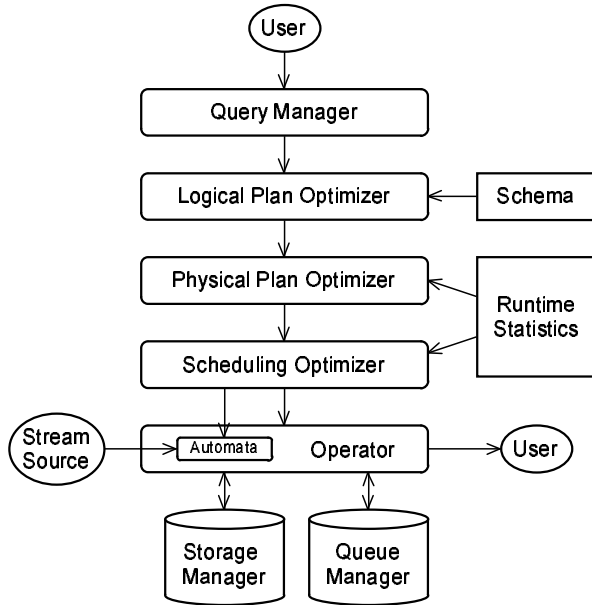 User
Query Manager
Logical Plan Optimizer
Schema
Physical Plan Optimizer
Runtime
Statistics
Scheduling Optimizer
Stream
Source
Automata
Operator
User
Storage
Manager
Queue
Manager